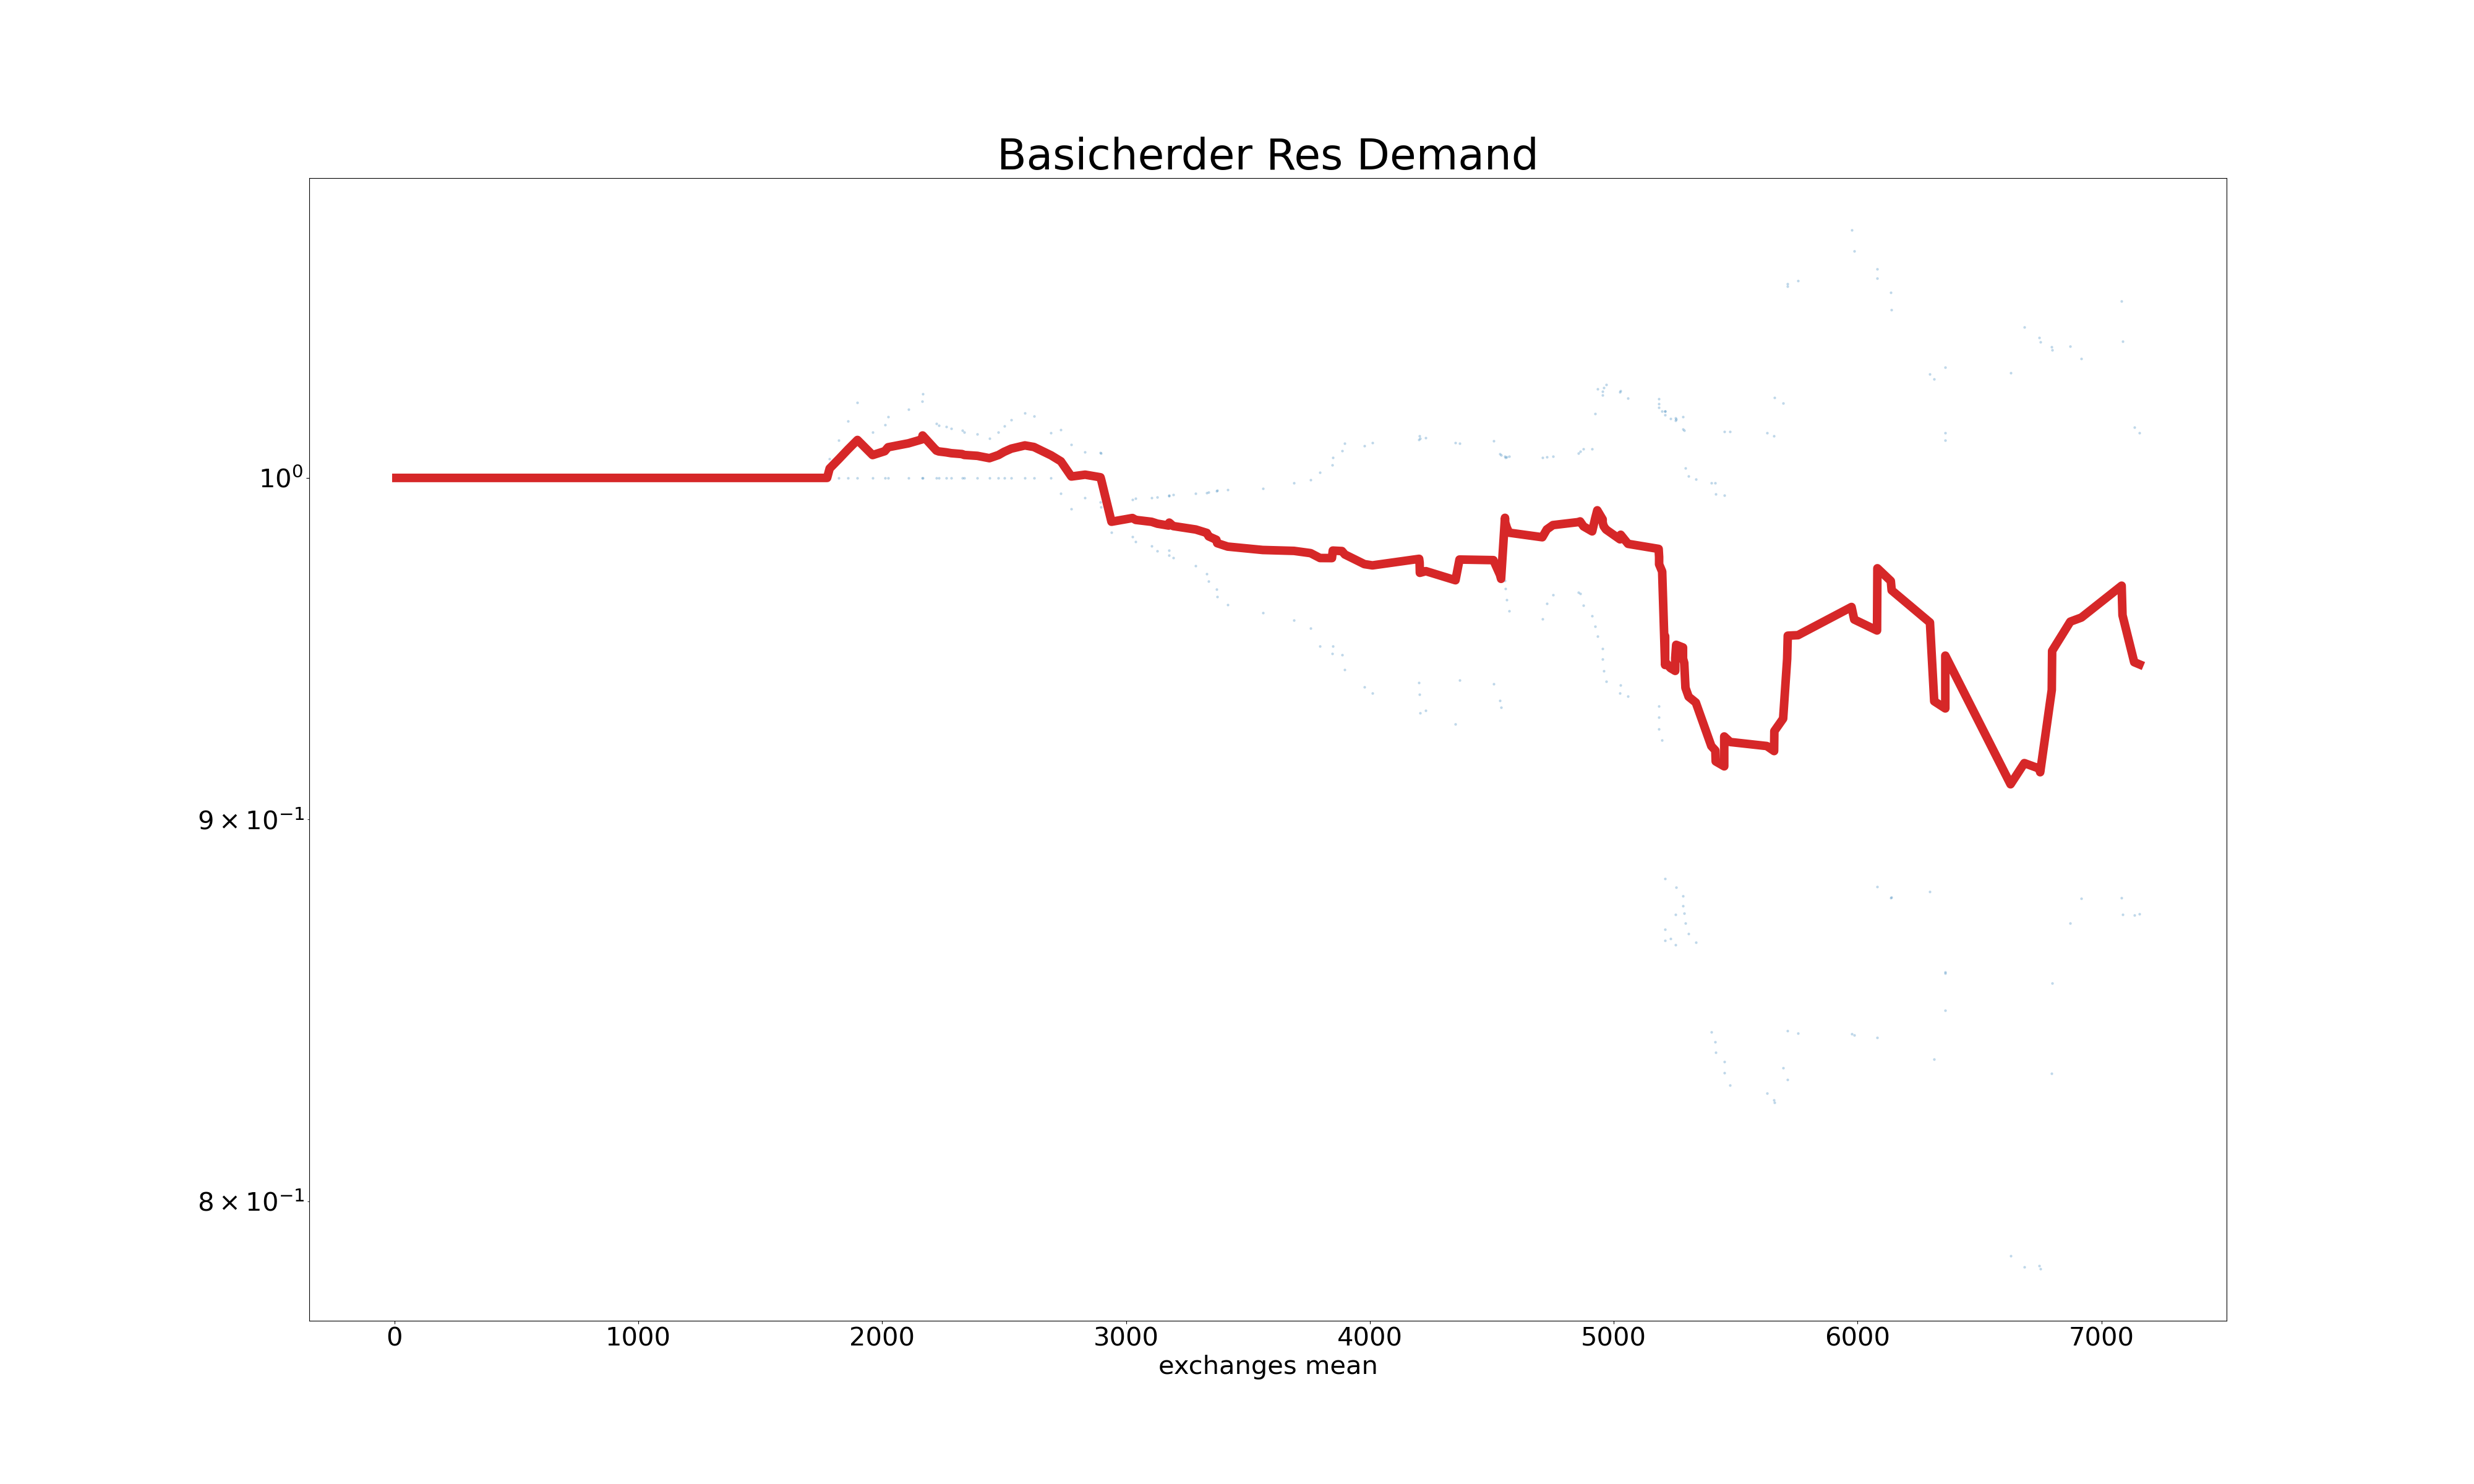 Basicherder Res Demand
10⁰
9 × 10⁻¹
8 × 10⁻¹
0 1000 2000 3000 4000 5000 6000 7000
exchanges mean